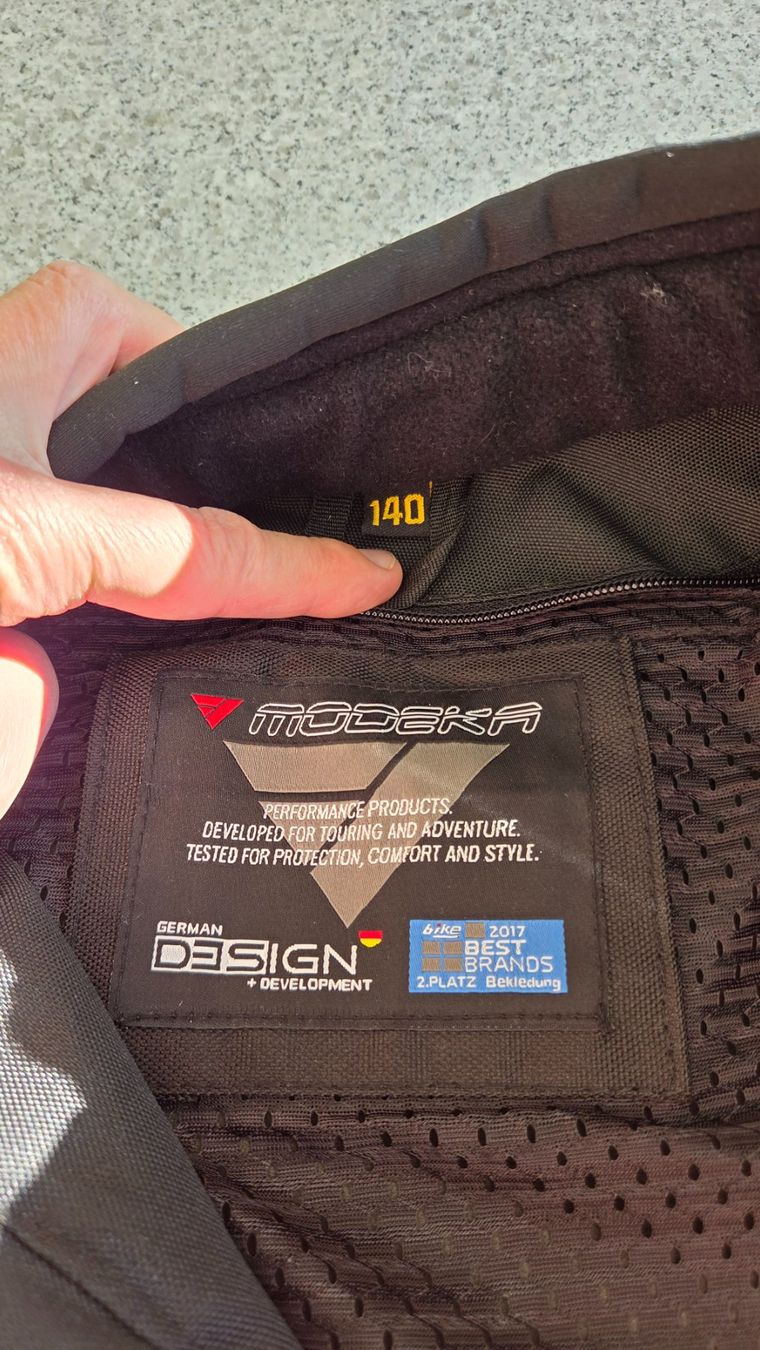 140
MODEKA
PERFORMANCE PRODUCTS.
DEVELOPED FOR TOURING AND ADVENTURE.
TESTED FOR PROTECTION, COMFORT AND STYLE.
GERMAN
DESIGN
+ DEVELOPMENT
bike 2017
BEST
BRANDS
2.PLATZ Bekledung